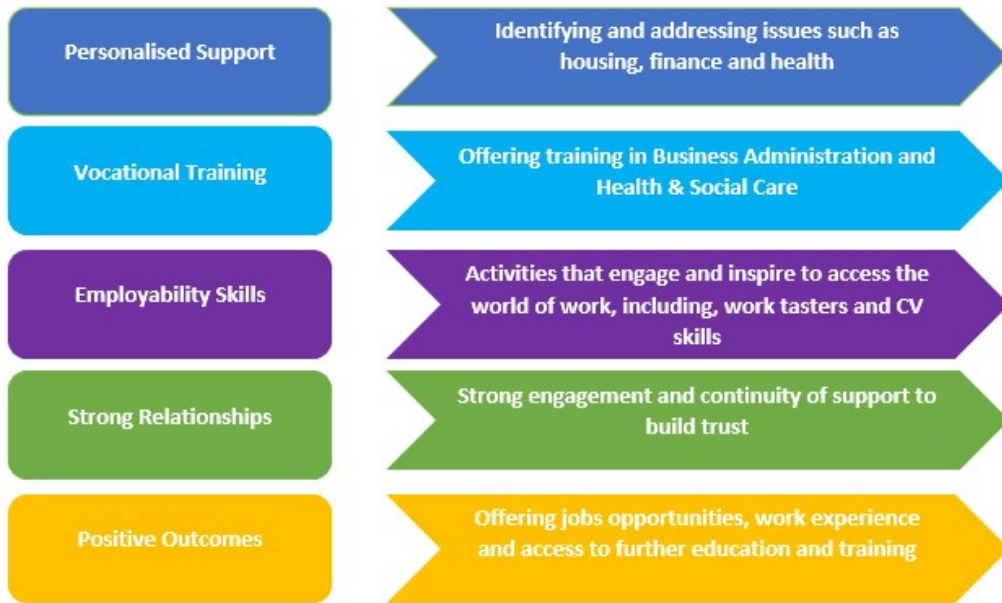 Personalised Support
Identifying and addressing issues such as
housing, finance and health
Vocational Training
Offering training in Business Administration and
Health & Social Care
Employability Skills
Activities that engage and inspire to access the
world of work, including, work tasters and CV
skills
Strong Relationships
Strong engagement and continuity of support to
build trust
Positive Outcomes
Offering jobs opportunities, work experience
and access to further education and training